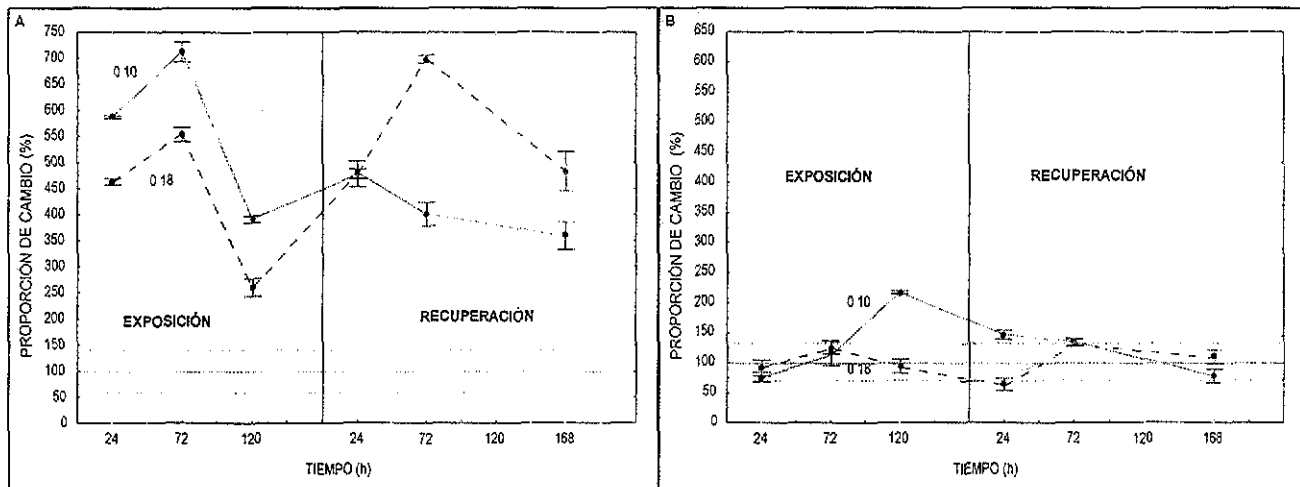 A
PROPORCIÓN DE CAMBIO (%)
750
700
650
600
550
500
450
400
350
300
250
200
150
100
50
0
0 10
0 18
EXPOSICIÓN
RECUPERACIÓN
24 72 120 24 72 120 168
TIEMPO (h)
B
PROPORCIÓN DE CAMBIO (%)
650
600
550
500
450
400
350
300
250
200
150
100
50
0
EXPOSICIÓN
RECUPERACIÓN
0 10
0 18
24 72 120 24 72 120 168
TIEMPO (h)